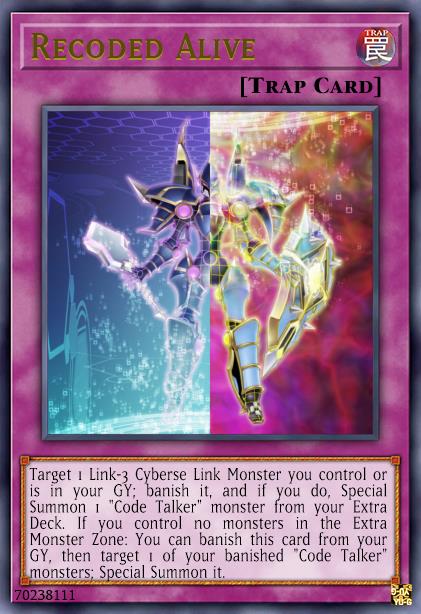 Recoded Alive
TRAP
罠
[Trap Card]
Target 1 Link-3 Cyberse Link Monster you control or
is in your GY; banish it, and if you do, Special
Summon 1 "Code Talker" monster from your Extra
Deck. If you control no monsters in the Extra
Monster Zone: You can banish this card from your
GY, then target 1 of your banished "Code Talker"
monsters; Special Summon it.
70238111